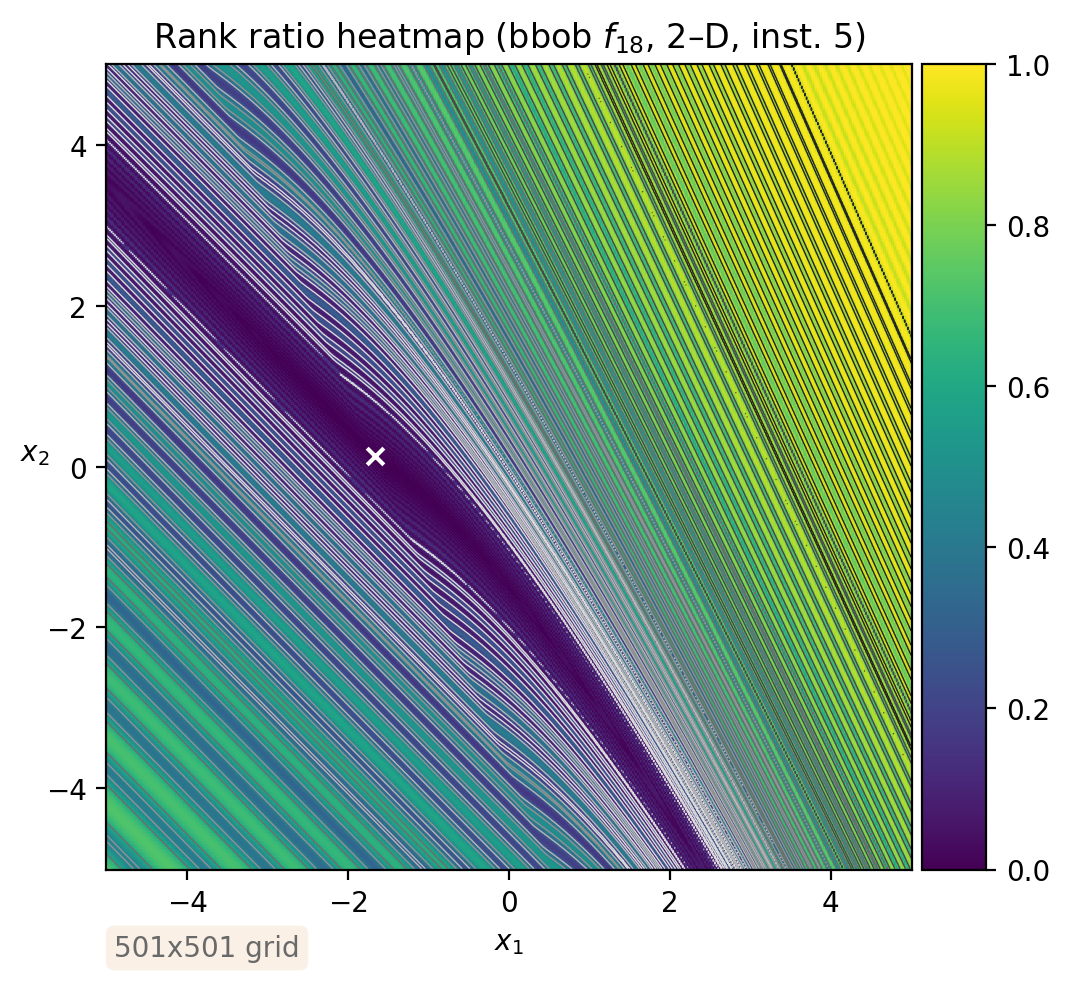 Rank ratio heatmap (bbob f₁₈, 2–D, inst. 5)
1.0
0.8
0.6
0.4
0.2
0.0
x₂
4
2
0
−2
−4
−4 −2 0 2 4
x₁
501x501 grid